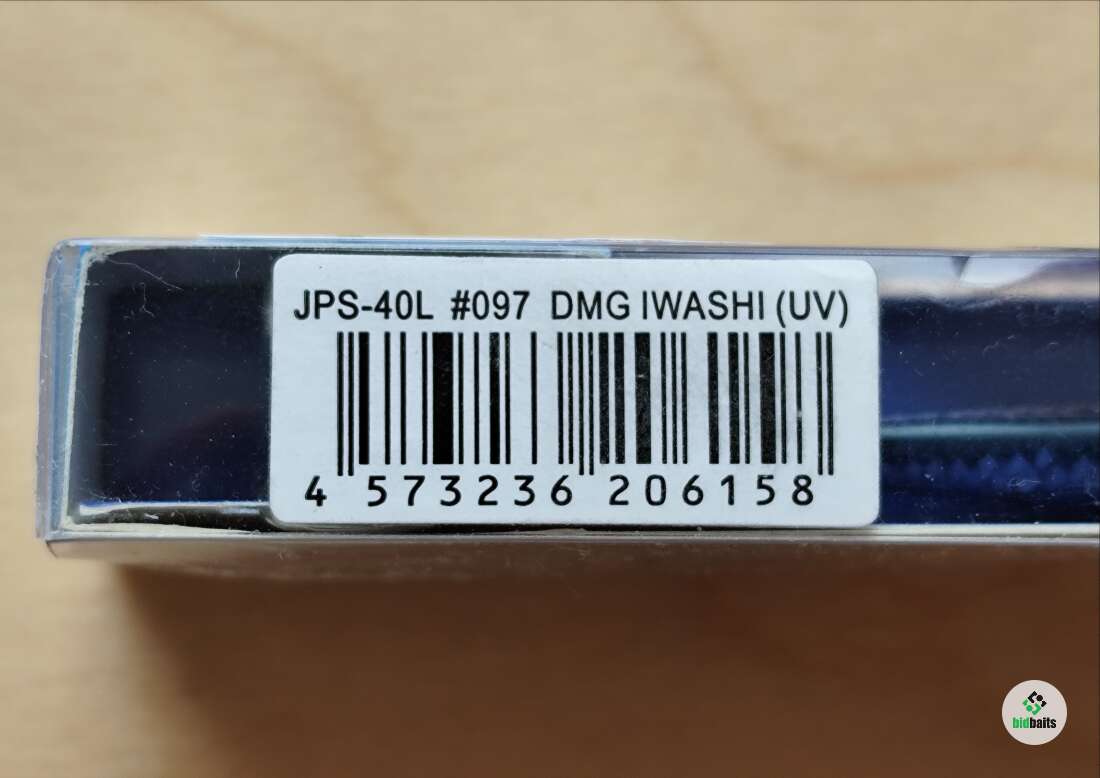 JPS-40L #097 DMG IWASHI (UV)
4 573236 206158
bidbaits